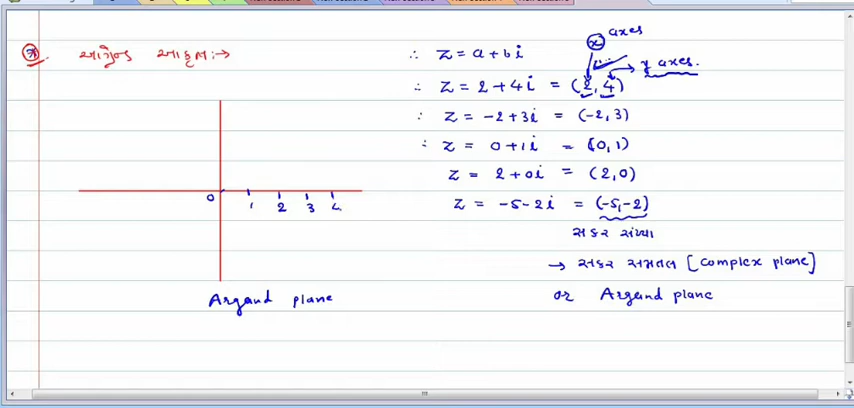 આર્ગેન્ડ આકૃતિ :→
∴ z = a + bi
x axes
∴ z = 2 + 4i = (2, 4) → y axes.
∴ z = -2 + 3i = (-2, 3)
∴ z = 0 + 1i = (0, 1)
z = 2 + 0i = (2, 0)
z = -5 - 2i = (-5, -2)
0 1 2 3 4
સંકર સંખ્યા
→ સંકર સમતલ [complex plane]
Argand plane
or Argand plane